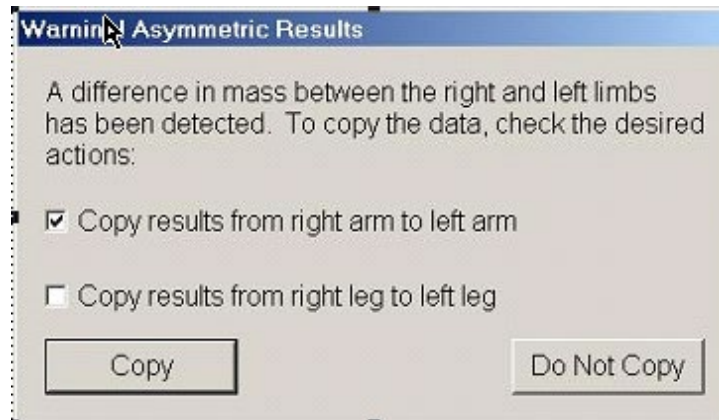 Warning! Asymmetric Results
A difference in mass between the right and left limbs
has been detected. To copy the data, check the desired
actions:
Copy results from right arm to left arm
Copy results from right leg to left leg
Copy
Do Not Copy